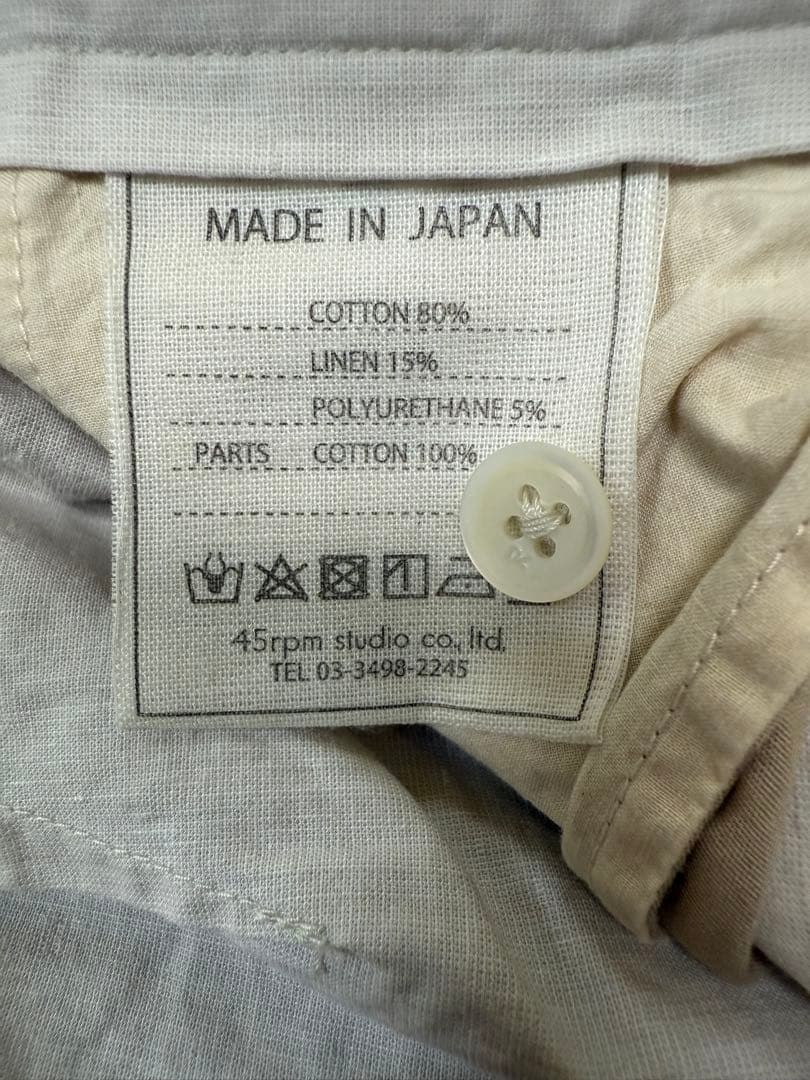 MADE IN JAPAN
COTTON 80%
LINEN 15%
POLYURETHANE 5%
PARTS COTTON 100%
45rpm studio co., ltd.
TEL 03-3498-2245